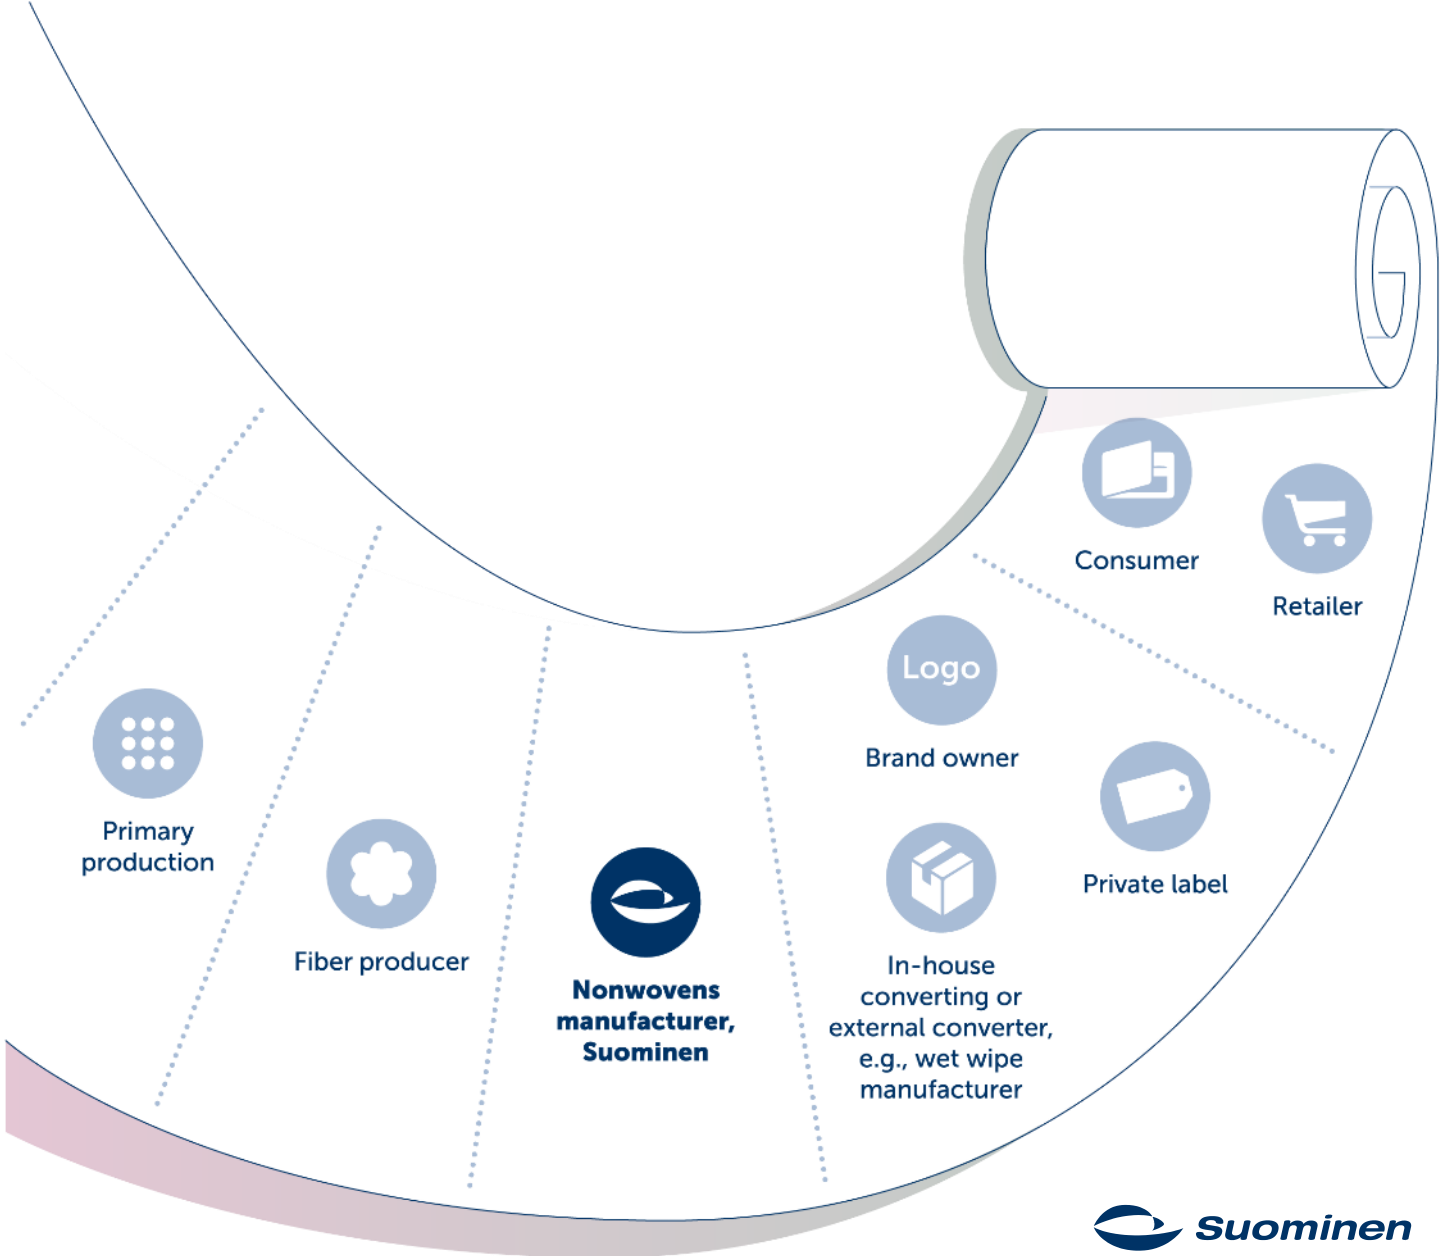 Primary
production
Fiber producer
Nonwovens
manufacturer,
Suominen
Logo
Brand owner
In-house
converting or
external converter,
e.g., wet wipe
manufacturer
Private label
Consumer
Retailer
Suominen